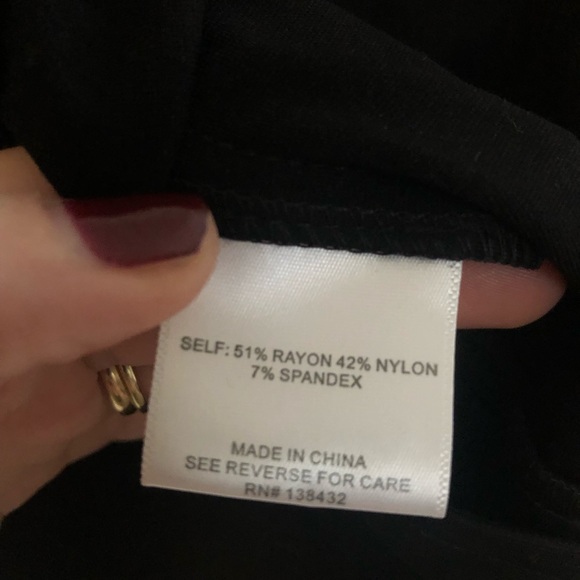 SELF: 51% RAYON 42% NYLON
7% SPANDEX
MADE IN CHINA
SEE REVERSE FOR CARE
RN# 138432